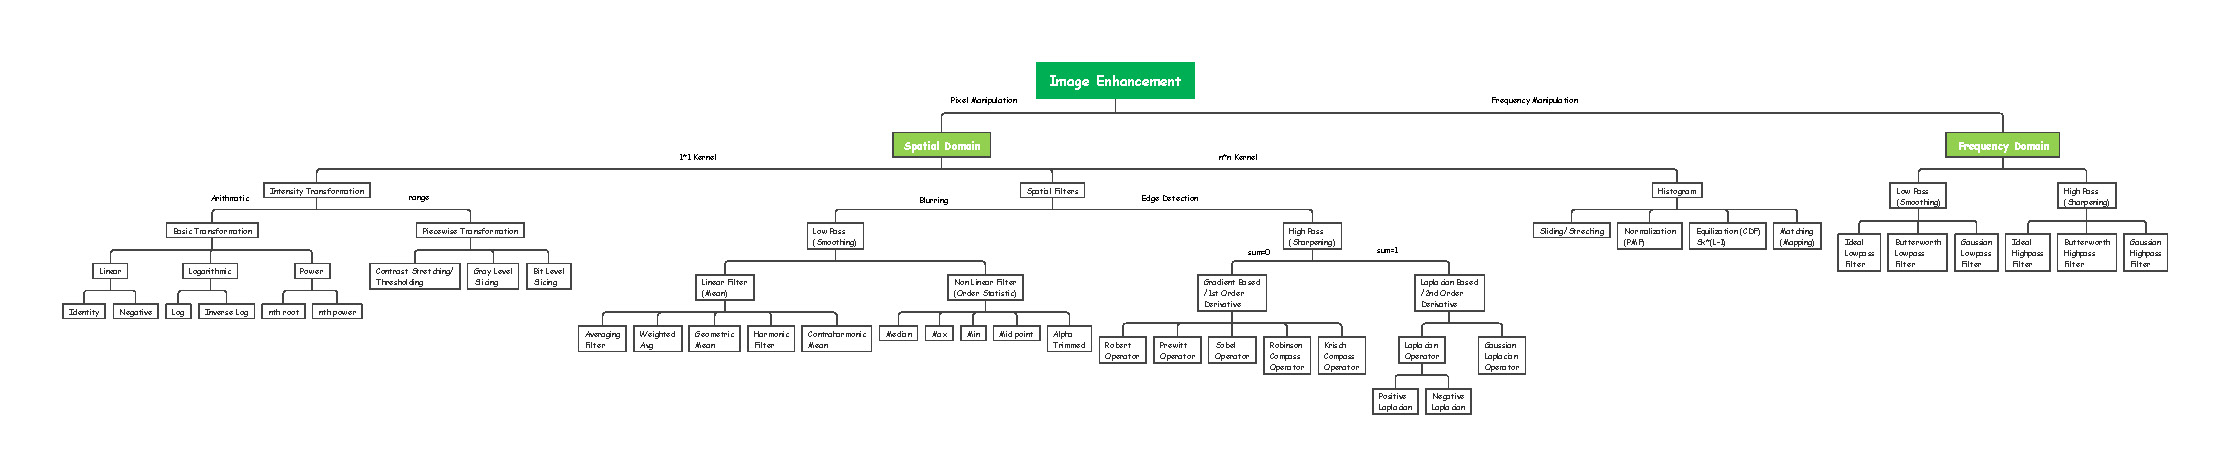 Image Enhancement
Pixel Manipulation
Frequency Manipulation
Spatial Domain
Frequency Domain
1*1 Kernel
n*n Kernel
Intensity Transformation
Spatial Filters
Histogram
Low Pass
(Smoothing)
High Pass
(Sharpening)
Arithmatic
range
Blurring
Edge Detection
Basic Transformation
Piecewise Transformation
Low Pass
(Smoothing)
High Pass
(Sharpening)
Sliding/Streching
Normalization
(PMF)
Equilization (CDF)
Sk*(L-1)
Matching
(Mapping)
Ideal
Lowpass
Filter
Butterworth
Lowpass
Filter
Gaussian
Lowpass
Filter
Ideal
Highpass
Filter
Butterworth
Highpass
Filter
Gaussian
Highpass
Filter
sum=0
sum=1
Linear
Logarithmic
Power
Contrast Stretching/
Thresholding
Gray Level
Slicing
Bit Level
Slicing
Linear Filter
(Mean)
Non Linear Filter
(Order Statistic)
Gradient Based
/1st Order
Derivative
Laplacian Based
/2nd Order
Derivative
Identity
Negative
Log
Inverse Log
nth root
nth power
Averaging
Filter
Weighted
Avg
Geometric
Mean
Harmonic
Filter
Contraharmonic
Mean
Median
Max
Min
Mid point
Alpha
Trimmed
Robert
Operator
Prewitt
Operator
Sobel
Operator
Robinson
Compass
Operator
Krisch
Compass
Operator
Laplacian
Operator
Gaussian
Laplacian
Operator
Positive
Laplacian
Negative
Laplacian